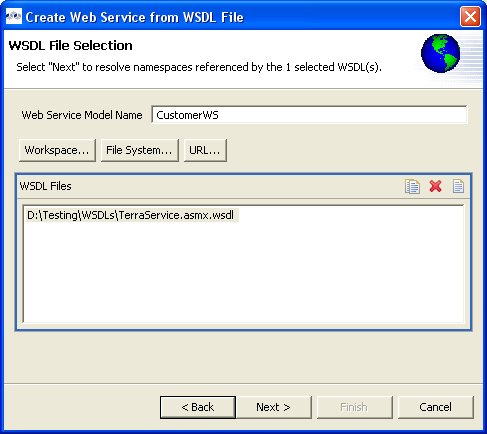 Create Web Service from WSDL File
WSDL File Selection
Select "Next" to resolve namespaces referenced by the 1 selected WSDL(s).
Web Service Model Name CustomerWS
Workspace... File System... URL...
WSDL Files
D:\Testing\WSDLs\TerraService.asmx.wsdl
< Back Next > Finish Cancel